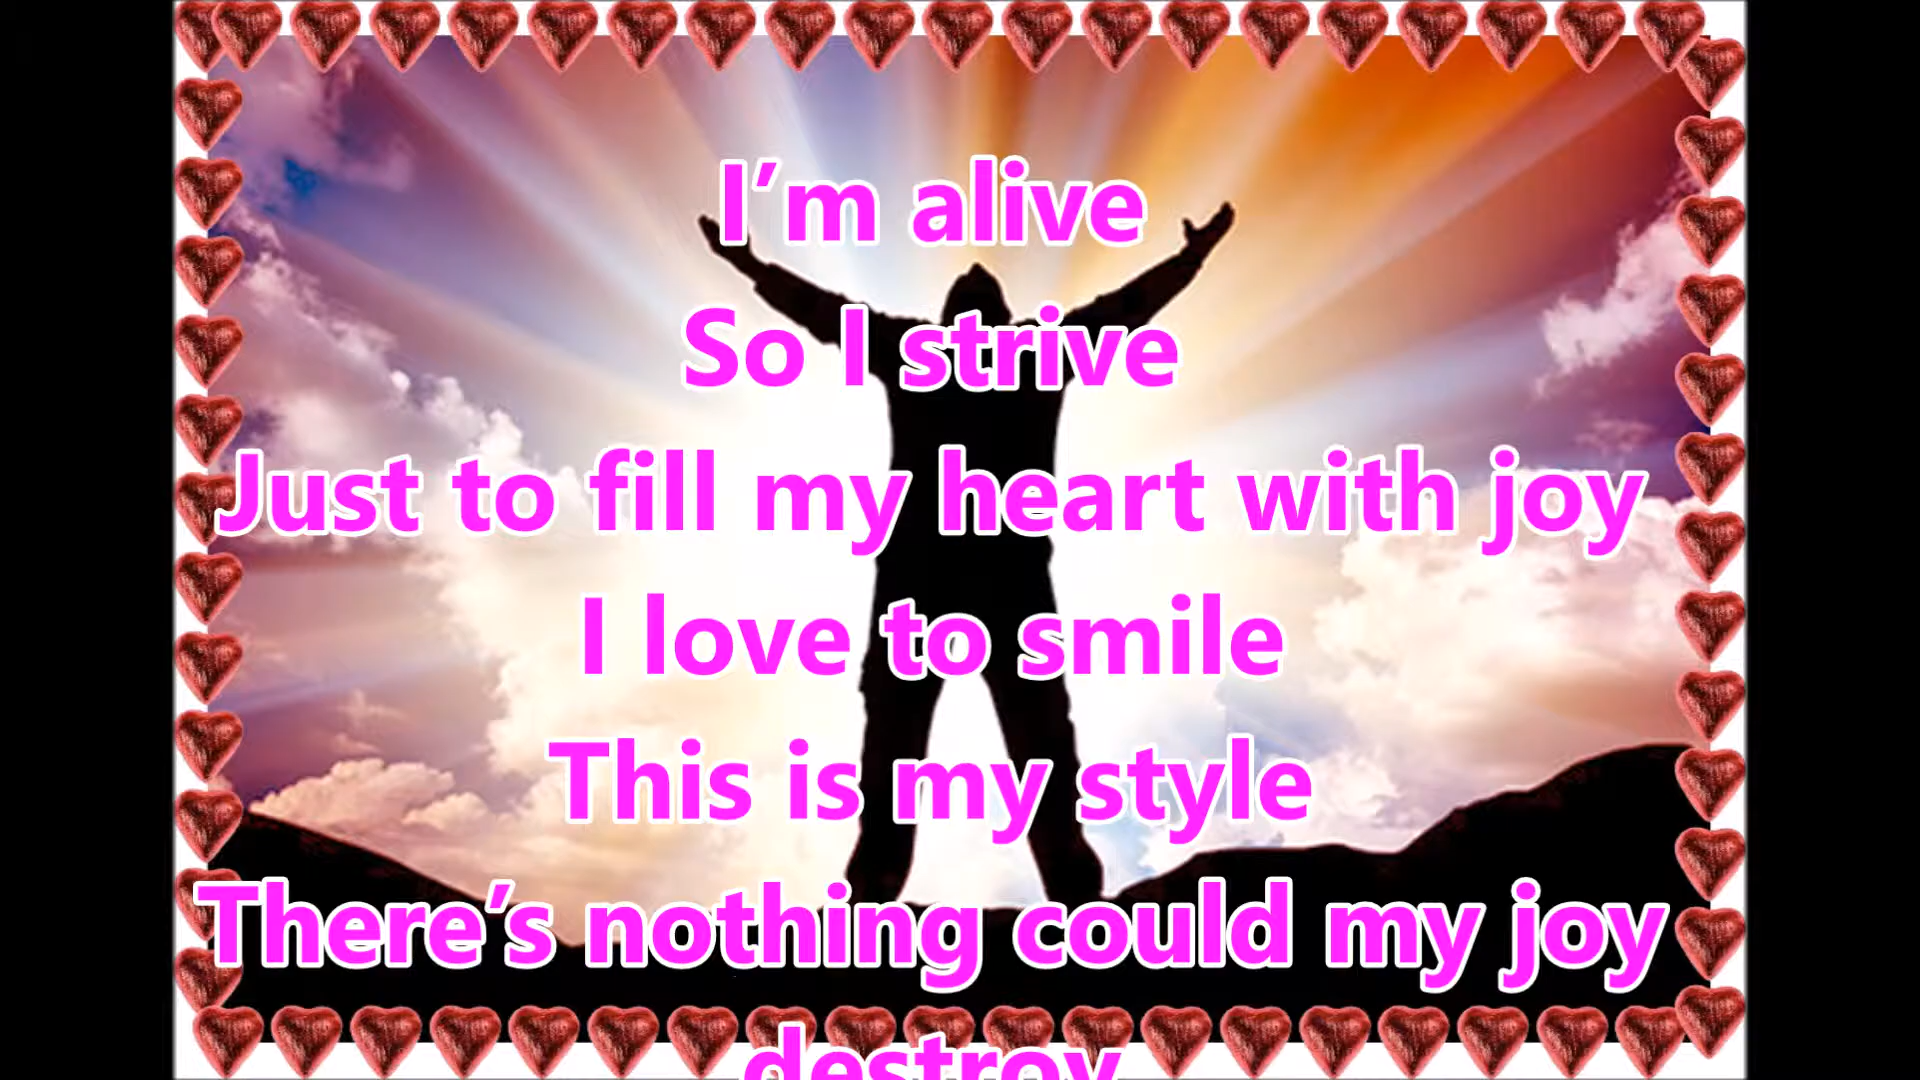 I’m alive
So I strive
Just to fill my heart with joy
I love to smile
This is my style
There’s nothing could my joy
destroy